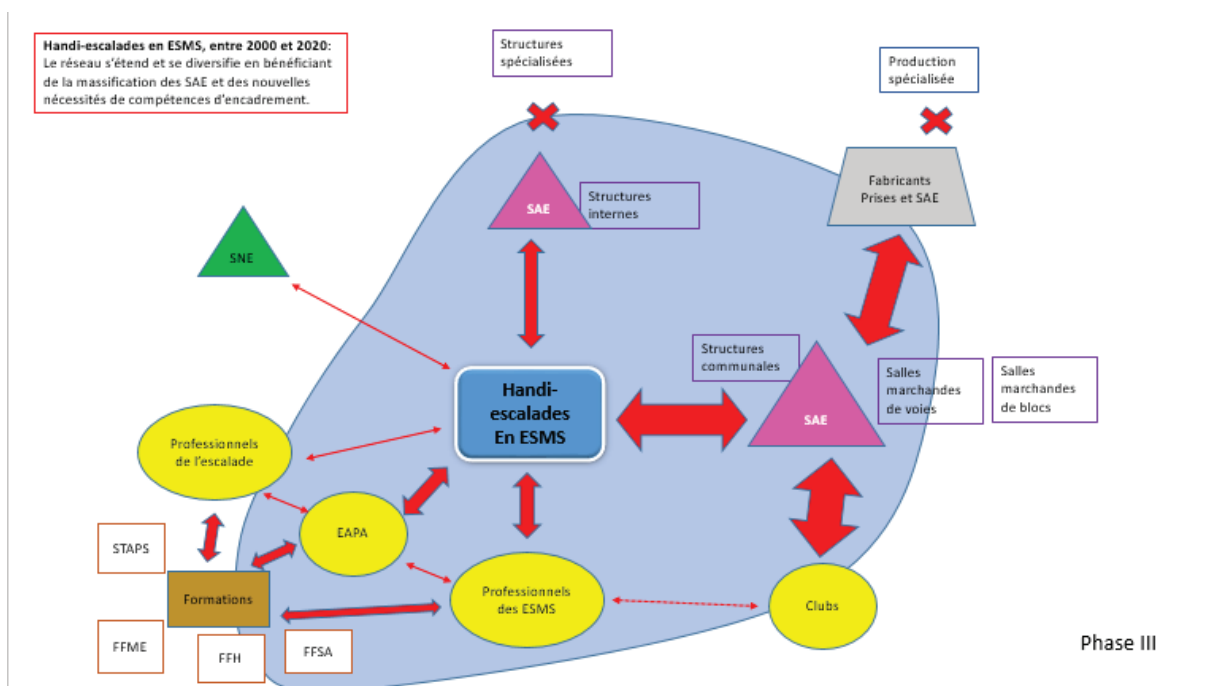 Handi-escalades en ESMS, entre 2000 et 2020:
Le réseau s'étend et se diversifie en bénéficiant
de la massification des SAE et des nouvelles
nécessités de compétences d'encadrement.
Structures
spécialisées
Production
spécialisée
SAE
Structures
internes
Fabricants
Prises et SAE
SNE
Structures
communales
SAE
Salles
marchandes
de voies
Salles
marchandes
de blocs
Handi-
escalades
En ESMS
Professionnels
de l'escalade
EAPA
STAPS
Formations
Professionnels
des ESMS
Clubs
FFME
FFH
FFSA
Phase III